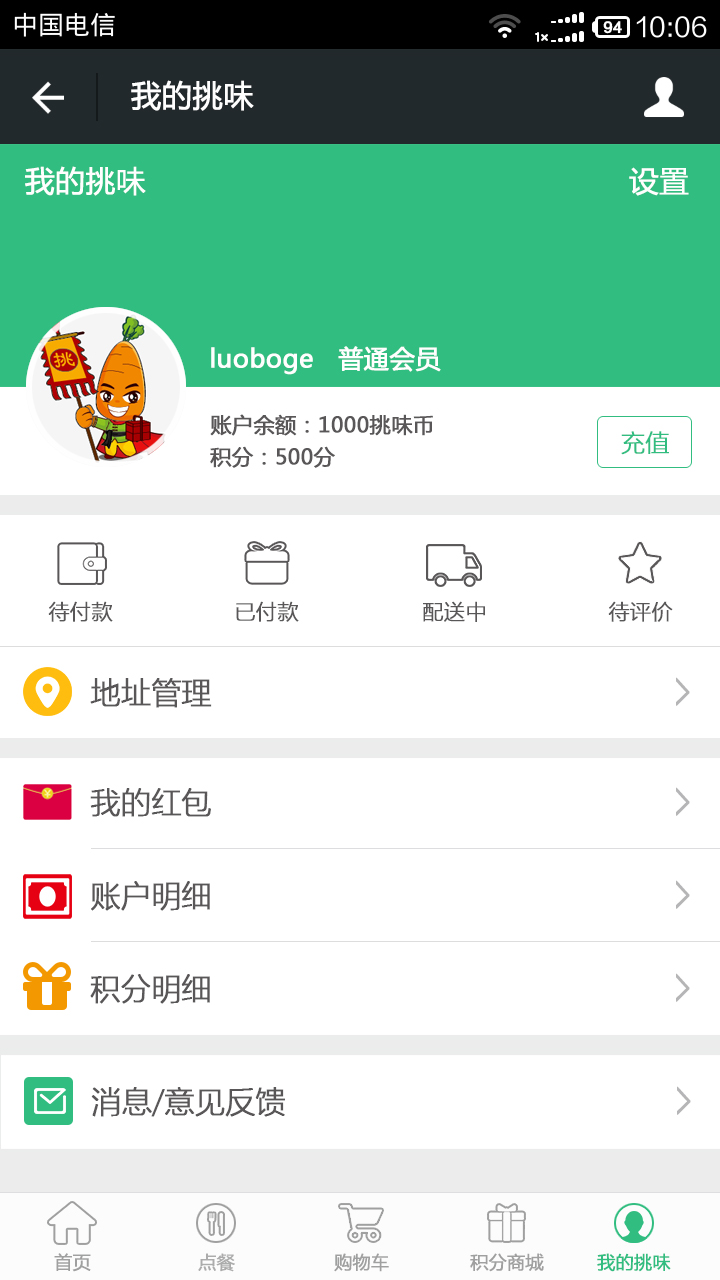 中国电信 1× 94 10:06
我的挑味
我的挑味 设置
挑
luoboge 普通会员
账户余额：1000挑味币
积分：500分
充值
待付款 已付款 配送中 待评价
地址管理
我的红包
账户明细
积分明细
消息/意见反馈
首页 点餐 购物车 积分商城 我的挑味